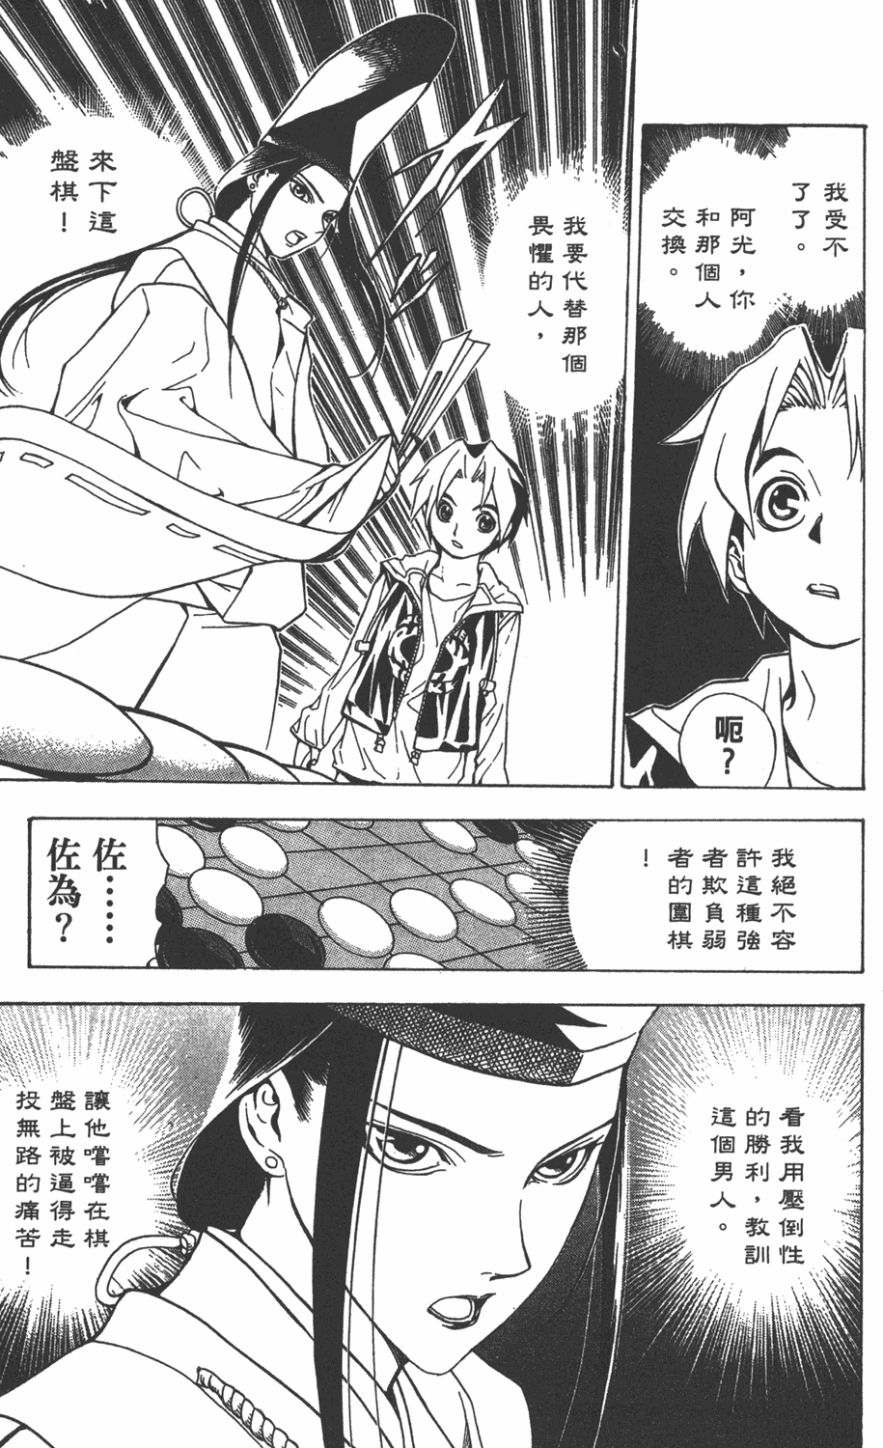 我受不
了了。
阿光，你
和那個人
交換。
呃？
我要代替那個
畏懼的人，
來下這
盤棋！
我絕不容
許這種強
者欺負弱
者的圍棋
！
佐……
佐為？
看我用壓倒性
的勝利，教訓
這個男人。
讓他嚐嚐在棋
盤上被逼得走
投無路的痛苦！